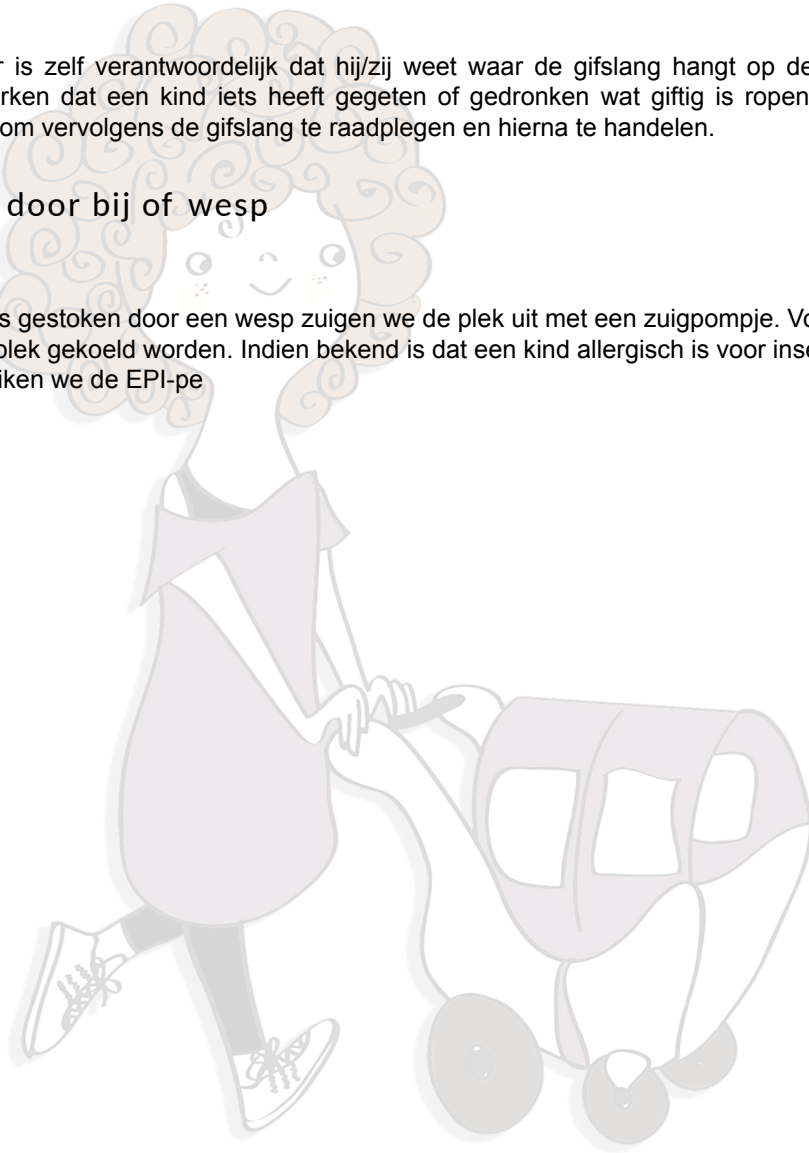 r is zelf verantwoordelijk dat hij/zij weet waar de gifslang hangt op de
rken dat een kind iets heeft gegeten of gedronken wat giftig is ropen
om vervolgens de gifslang te raadplegen en hierna te handelen.
door bij of wesp
s gestoken door een wesp zuigen we de plek uit met een zuigpompje. Vo
plek gekoeld worden. Indien bekend is dat een kind allergisch is voor inse
iken we de EPI-pe